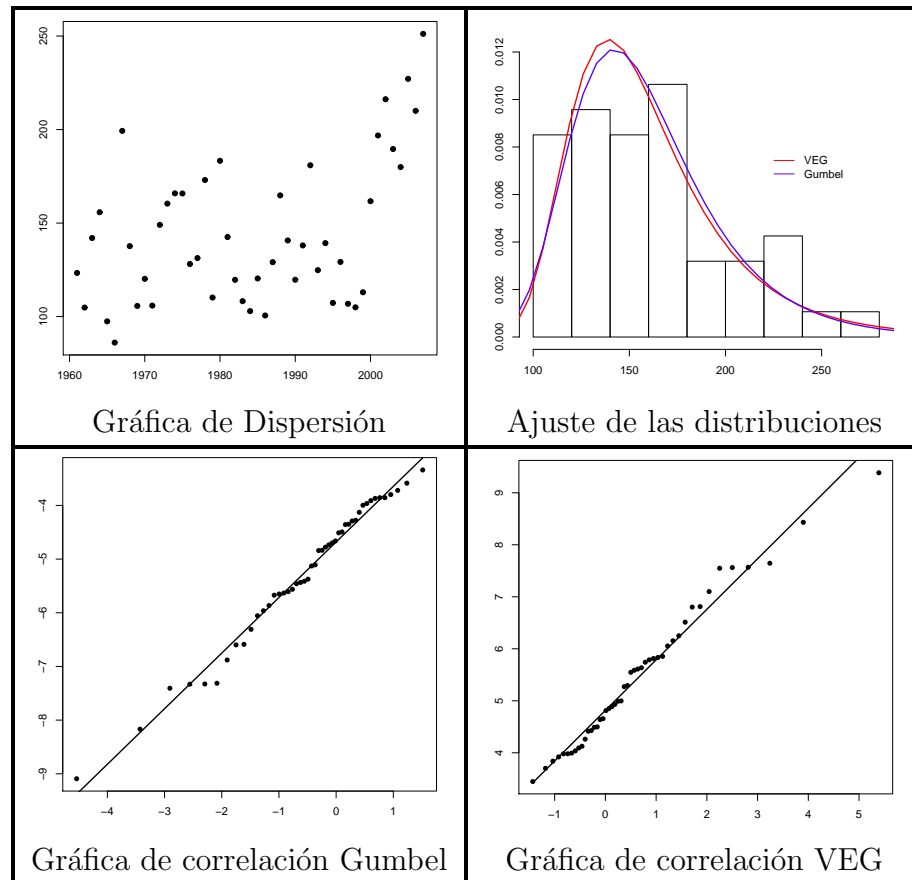 250
200
150
100
1960 1970 1980 1990 2000
Gráfica de Dispersión
0.012
0.010
0.008
0.006
0.004
0.002
0.000
VEG
Gumbel
100 150 200 250
Ajuste de las distribuciones
−4
−5
−6
−7
−8
−9
−4 −3 −2 −1 0 1
Gráfica de correlación Gumbel
9
8
7
6
5
4
−1 0 1 2 3 4 5
Gráfica de correlación VEG